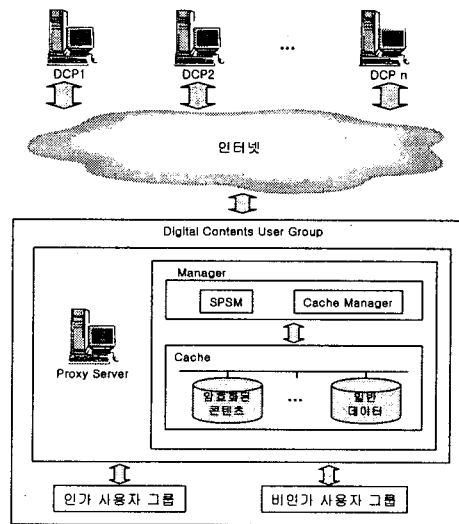 DCP1
DCP2
...
DCP n
인터넷
Digital Contents User Group
Manager
SPSM
Cache Manager
Proxy Server
Cache
암호화된
콘텐츠
...
일반
데이터
인가 사용자 그룹
비인가 사용자 그룹